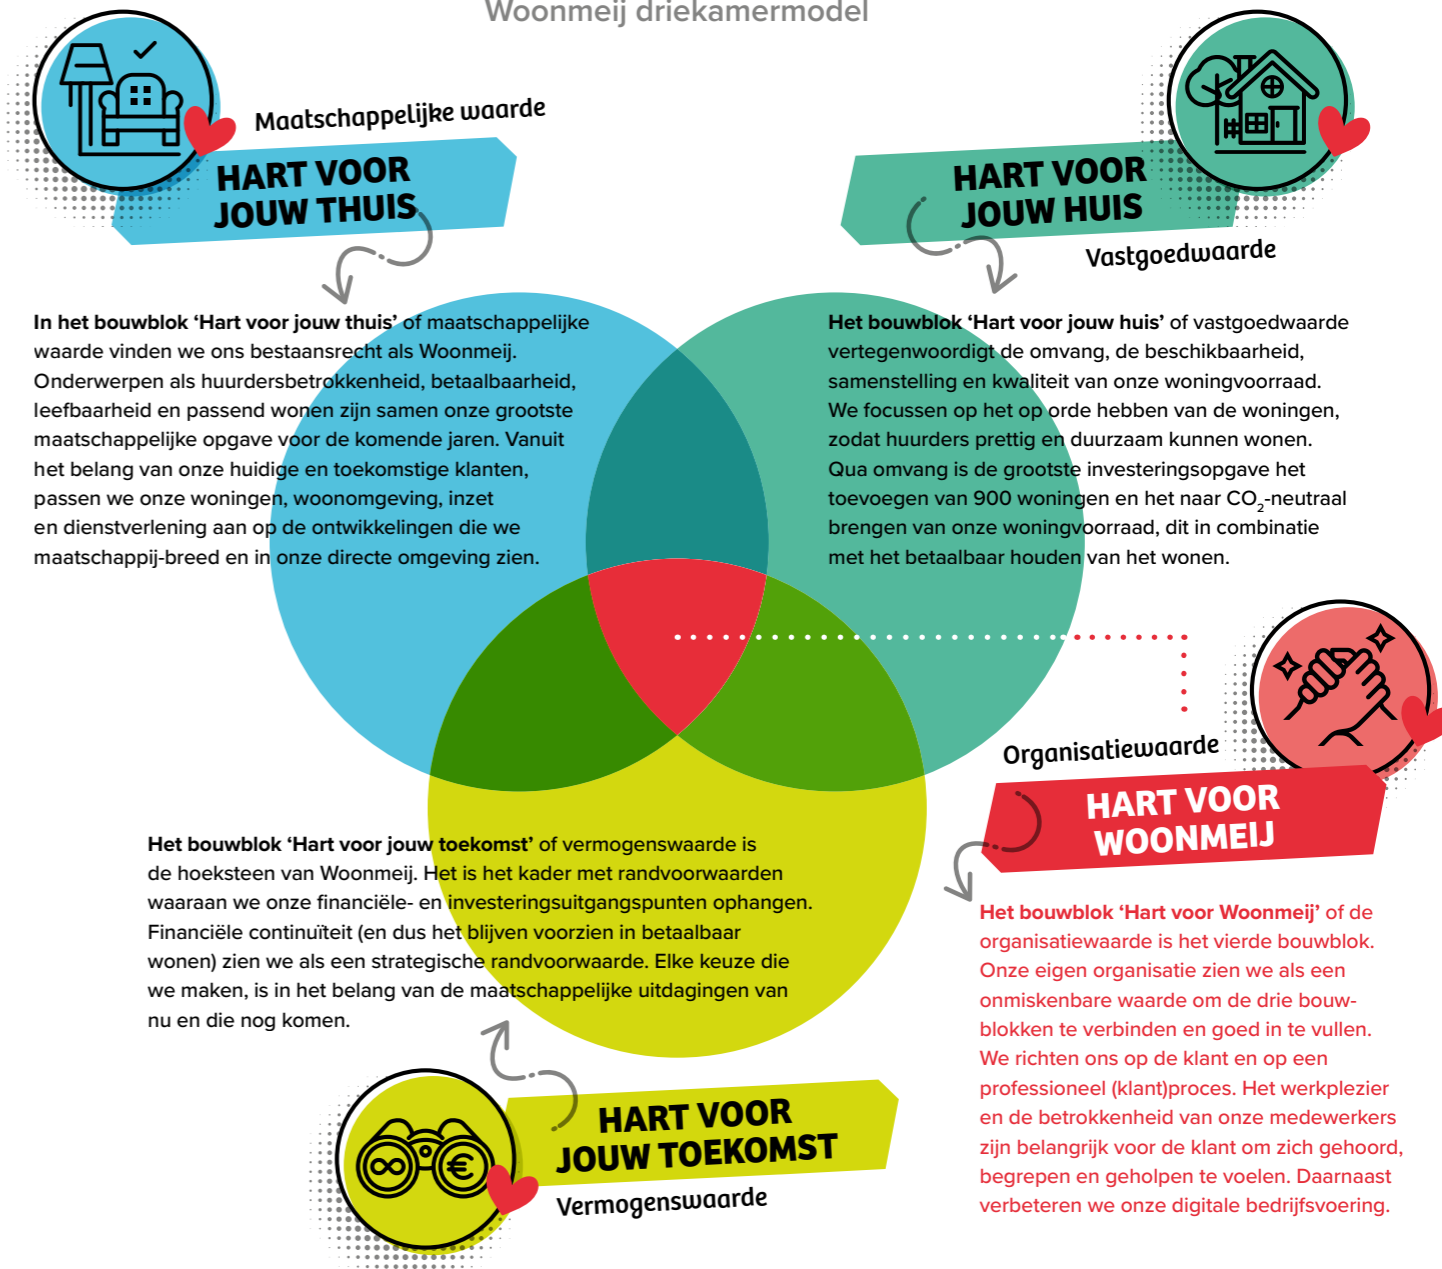 Woonmeij driekamermodel
Maatschappelijke waarde
HART VOOR
JOUW THUIS
In het bouwblok ‘Hart voor jouw thuis’ of maatschappelijke
waarde vinden we ons bestaansrecht als Woonmeij.
Onderwerpen als huurdersbetrokkenheid, betaalbaarheid,
leefbaarheid en passend wonen zijn samen onze grootste
maatschappelijke opgave voor de komende jaren. Vanuit
het belang van onze huidige en toekomstige klanten,
passen we onze woningen, woonomgeving, inzet
en dienstverlening aan op de ontwikkelingen die we
maatschappij-breed en in onze directe omgeving zien.
HART VOOR
JOUW HUIS
Vastgoedwaarde
Het bouwblok ‘Hart voor jouw huis’ of vastgoedwaarde
vertegenwoordigt de omvang, de beschikbaarheid,
samenstelling en kwaliteit van onze woningvoorraad.
We focussen op het op orde hebben van de woningen,
zodat huurders prettig en duurzaam kunnen wonen.
Qua omvang is de grootste investeringsopgave het
toevoegen van 900 woningen en het naar CO₂-neutraal
brengen van onze woningvoorraad, dit in combinatie
met het betaalbaar houden van het wonen.
Organisatiewaarde
HART VOOR
WOONMEIJ
Het bouwblok ‘Hart voor Woonmeij’ of de
organisatiewaarde is het vierde bouwblok.
Onze eigen organisatie zien we als een
onmiskenbare waarde om de drie bouw-
blokken te verbinden en goed in te vullen.
We richten ons op de klant en op een
professioneel (klant)proces. Het werkplezier
en de betrokkenheid van onze medewerkers
zijn belangrijk voor de klant om zich gehoord,
begrepen en geholpen te voelen. Daarnaast
verbeteren we onze digitale bedrijfsvoering.
Het bouwblok ‘Hart voor jouw toekomst’ of vermogenswaarde is
de hoeksteen van Woonmeij. Het is het kader met randvoorwaarden
waaraan we onze financiële- en investeringsuitgangspunten ophangen.
Financiële continuïteit (en dus het blijven voorzien in betaalbaar
wonen) zien we als een strategische randvoorwaarde. Elke keuze die
we maken, is in het belang van de maatschappelijke uitdagingen van
nu en die nog komen.
∞ €
HART VOOR
JOUW TOEKOMST
Vermogenswaarde